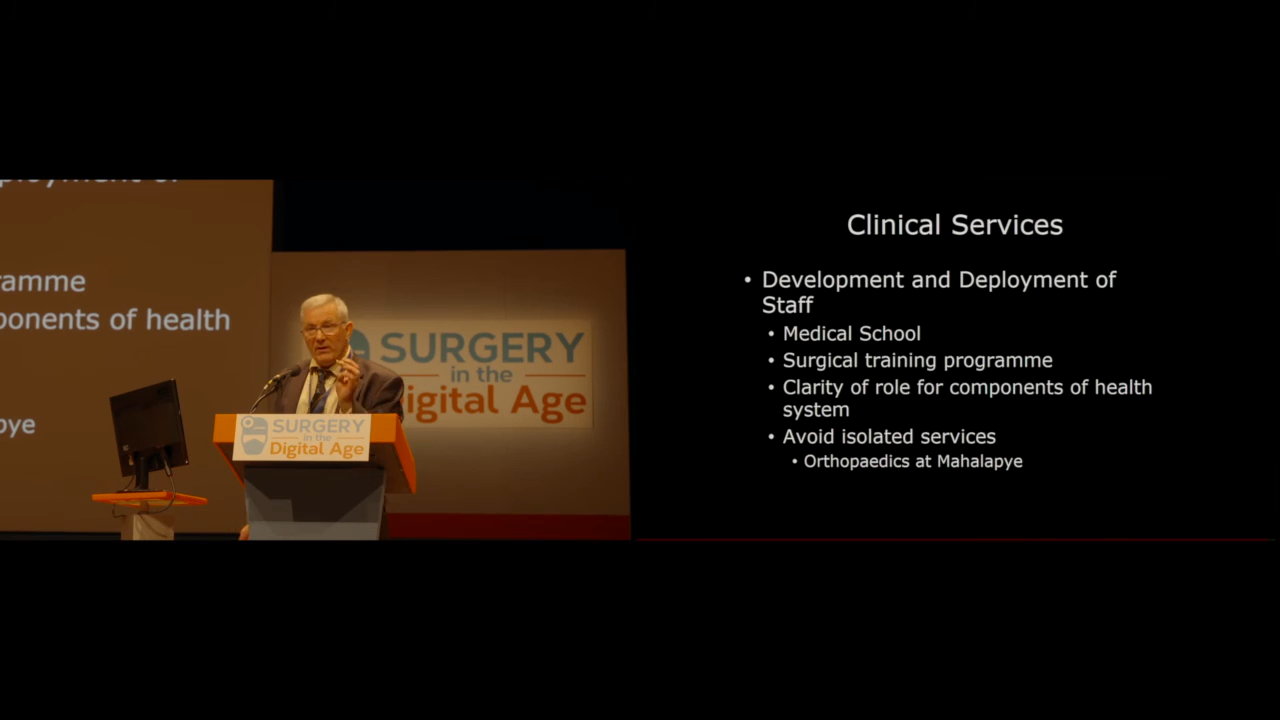 ployment of
ramme
ponents of health
pye
SURGERY
in the
igital Age
SURGERY
in the
Digital Age
Clinical Services
• Development and Deployment of
Staff
• Medical School
• Surgical training programme
• Clarity of role for components of health
system
• Avoid isolated services
• Orthopaedics at Mahalapye